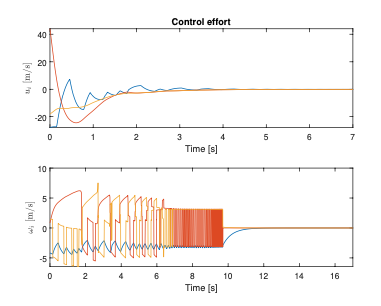 Control effort
40
20
0
-20
u_i [m/s]
0 1 2 3 4 5 6 7
Time [s]
10
5
0
-5
ω_i [m/s]
0 2 4 6 8 10 12 14 16
Time [s]